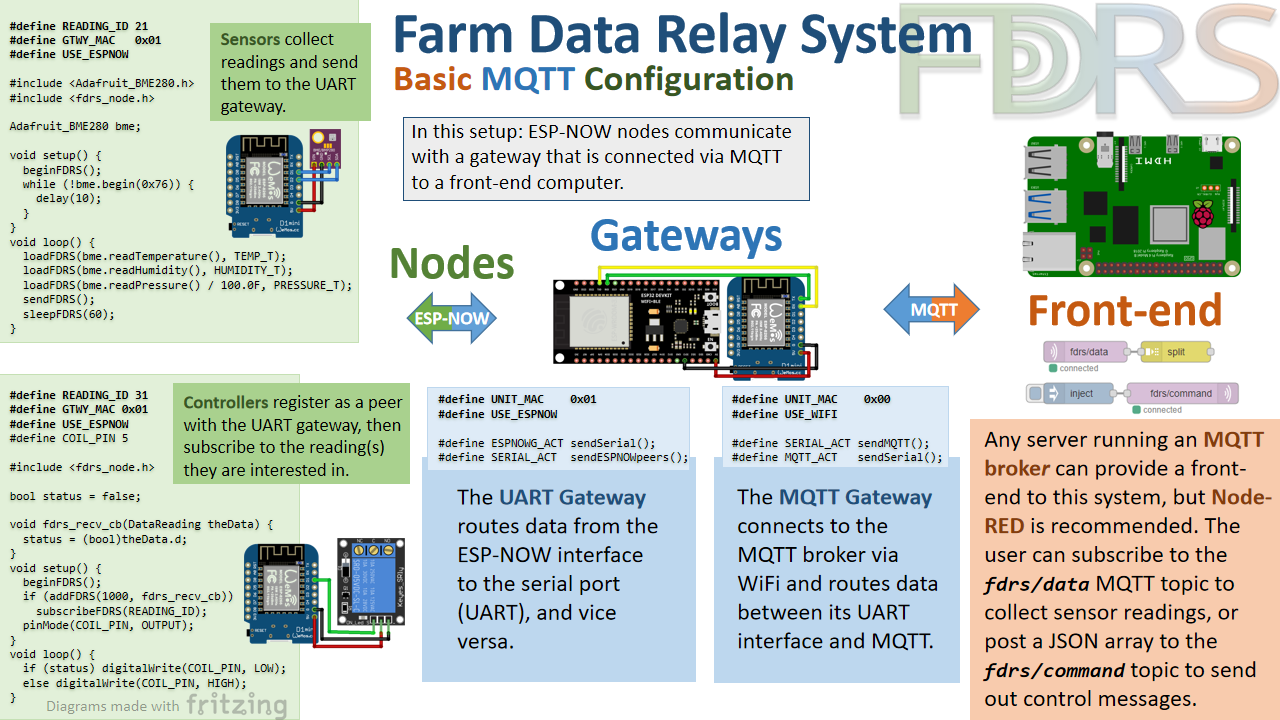 #define READING_ID 21
#define GTWY_MAC   0x01
#define USE_ESPNOW
#include <Adafruit_BME280.h>
#include <fdrs_node.h>
Adafruit_BME280 bme;
void setup() {
  beginFDRS();
  while (!bme.begin(0x76)) {
    delay(10);
  }
}
void loop() {
  loadFDRS(bme.readTemperature(), TEMP_T);
  loadFDRS(bme.readHumidity(), HUMIDITY_T);
  loadFDRS(bme.readPressure() / 100.0F, PRESSURE_T);
  sendFDRS();
  sleepFDRS(60);
}
Sensors collect
readings and send
them to the UART
gateway.
Farm Data Relay System
Basic MQTT Configuration
FDRS
In this setup: ESP-NOW nodes communicate
with a gateway that is connected via MQTT
to a front-end computer.
Nodes
ESP-NOW
Gateways
ESP32 DEVKIT
WeMos
D1mini
MQTT
HDMI
Front-end
fdrs/data
split
connected
inject
fdrs/command
connected
#define READING_ID 31
#define GTWY_MAC 0x01
#define USE_ESPNOW
#define COIL_PIN 5
#include <fdrs_node.h>
bool status = false;
void fdrs_recv_cb(DataReading theData) {
  status = (bool)theData.d;
}
void setup() {
  beginFDRS();
  if (addFDRS(1000, fdrs_recv_cb))
    subscribeFDRS(READING_ID);
  pinMode(COIL_PIN, OUTPUT);
}
void loop() {
  if (status) digitalWrite(COIL_PIN, LOW);
  else digitalWrite(COIL_PIN, HIGH);
}
Diagrams made with fritzing
Controllers register as a peer
with the UART gateway, then
subscribe to the reading(s)
they are interested in.
#define UNIT_MAC    0x01
#define USE_ESPNOW
#define ESPNOWG_ACT sendSerial();
#define SERIAL_ACT  sendESPNOWpeers();
The UART Gateway
routes data from the
ESP-NOW interface
to the serial port
(UART), and vice
versa.
#define UNIT_MAC    0x00
#define USE_WIFI
#define SERIAL_ACT sendMQTT();
#define MQTT_ACT   sendSerial();
The MQTT Gateway
connects to the
MQTT broker via
WiFi and routes data
between its UART
interface and MQTT.
Any server running an MQTT
broker can provide a front-
end to this system, but Node-
RED is recommended. The
user can subscribe to the
fdrs/data MQTT topic to
collect sensor readings, or
post a JSON array to the
fdrs/command topic to send
out control messages.